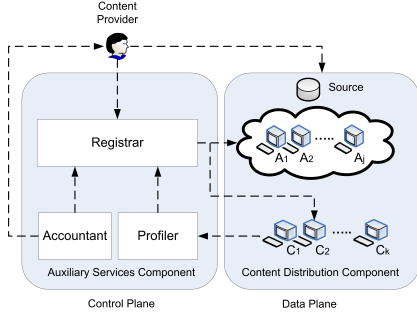 Content
Provider
Source
Registrar
A1 A2 ..... Aj
Accountant
Profiler
C1 C2 ..... Ck
Auxiliary Services Component
Content Distribution Component
Control Plane
Data Plane